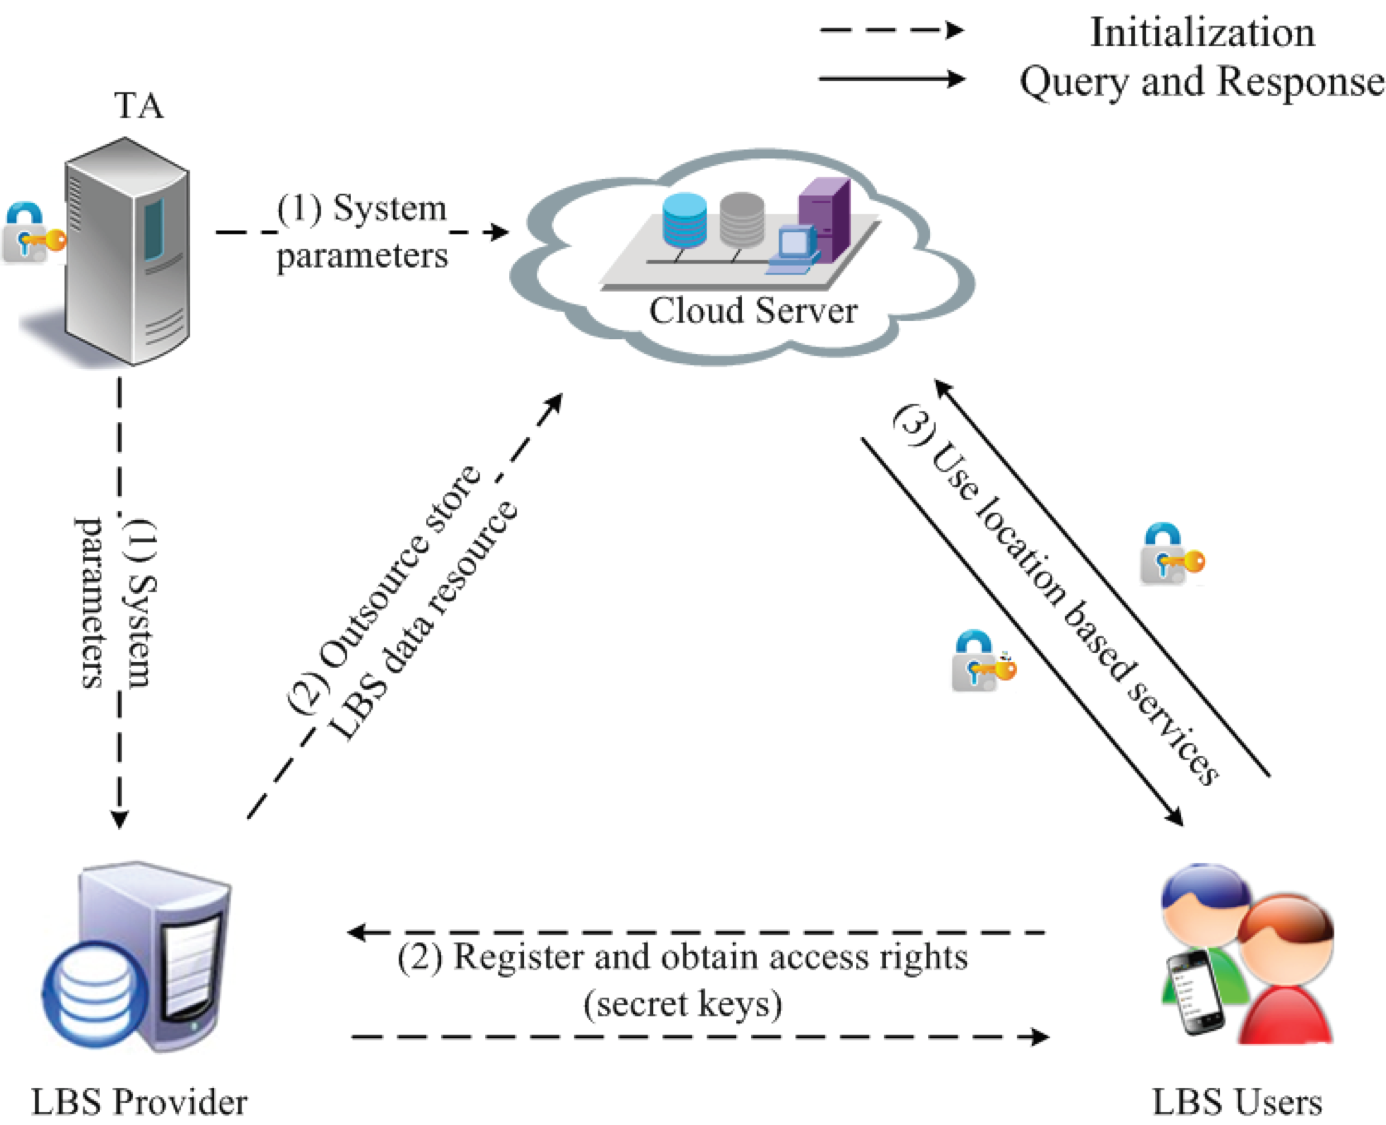 Initialization
Query and Response
TA
(1) System
parameters
Cloud Server
(1) System
parameters
(2) Outsource store
LBS data resource
(3) Use location based services
(2) Register and obtain access rights
(secret keys)
LBS Provider
LBS Users